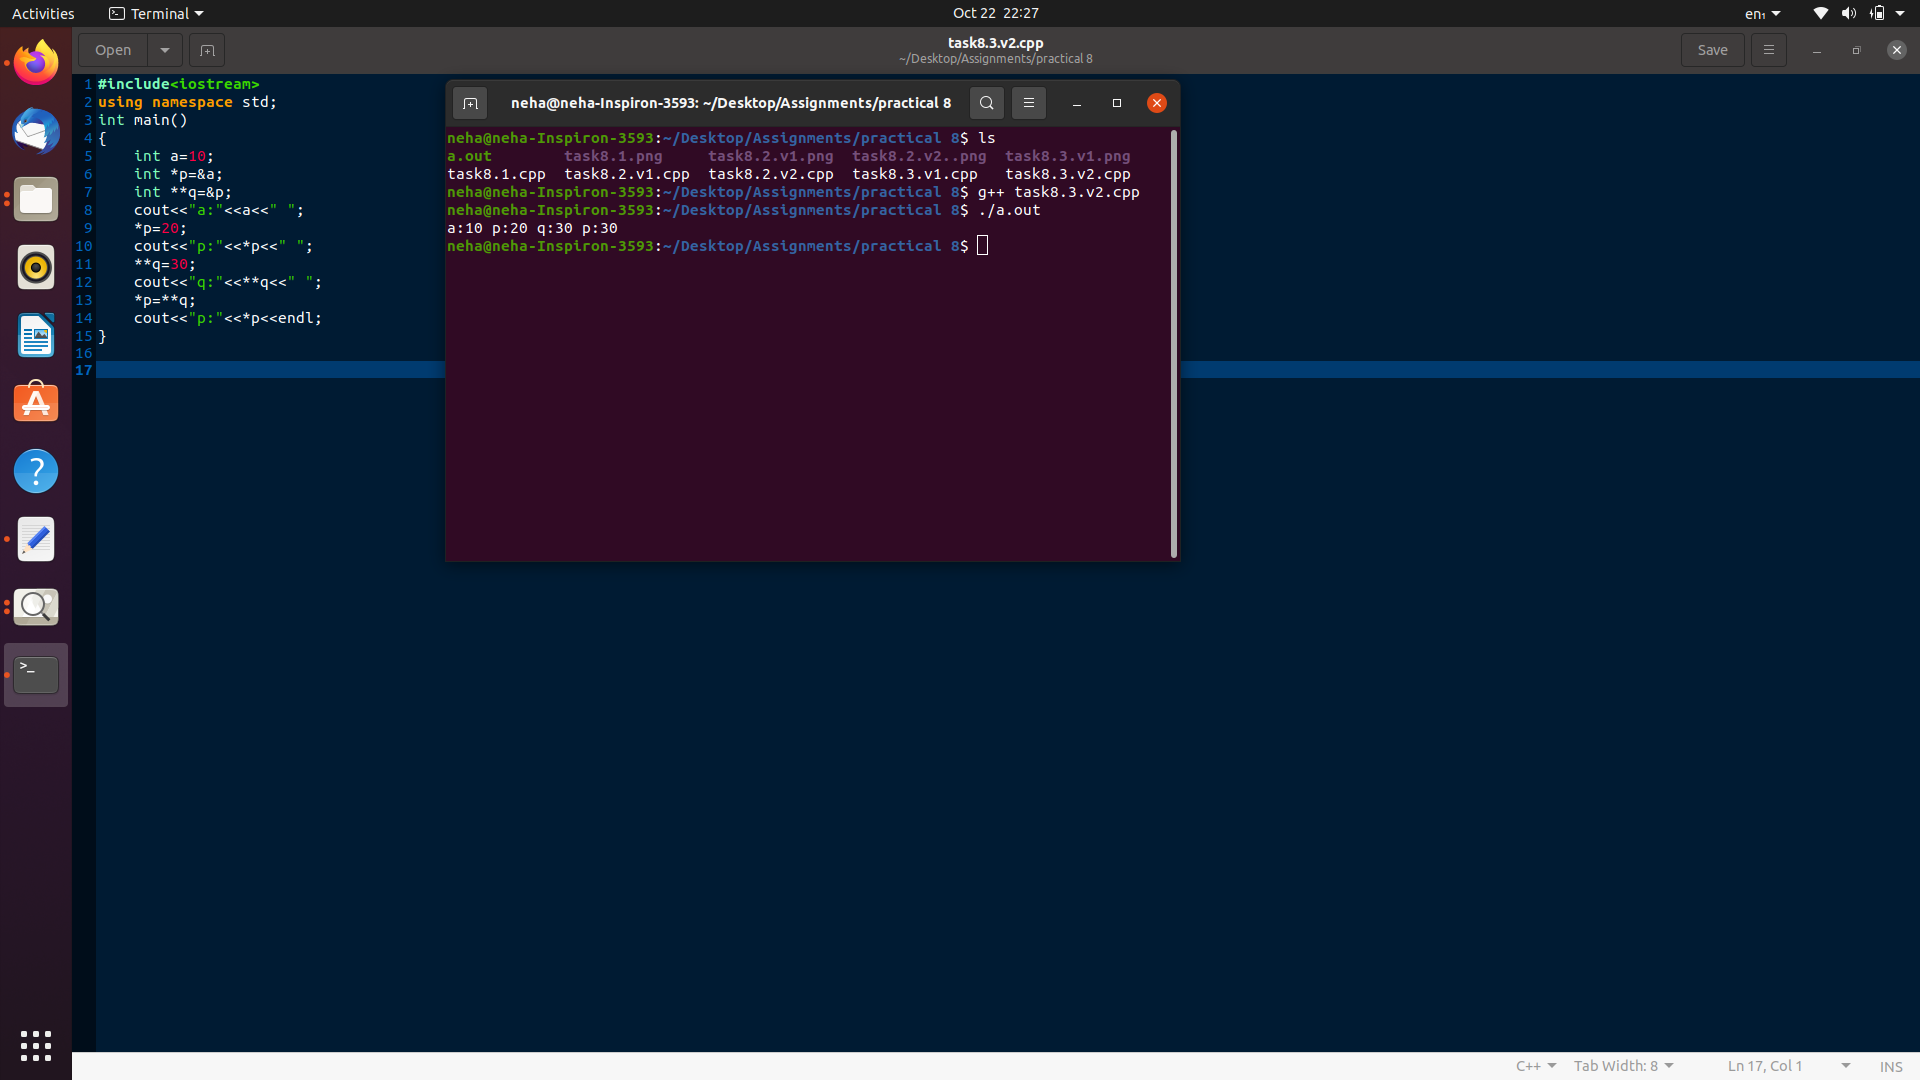 Activities
Terminal
Oct 22 22:27
en₁
Open
task8.3.v2.cpp
~/Desktop/Assignments/practical 8
Save
1 #include<iostream>
2 using namespace std;
3 int main()
4 {
5     int a=10;
6     int *p=&a;
7     int **q=&p;
8     cout<<"a:"<<a<<" ";
9     *p=20;
10     cout<<"p:"<<*p<<" ";
11     **q=30;
12     cout<<"q:"<<**q<<" ";
13     *p=**q;
14     cout<<"p:"<<*p<<endl;
15 }
16
17
neha@neha-Inspiron-3593: ~/Desktop/Assignments/practical 8
neha@neha-Inspiron-3593:~/Desktop/Assignments/practical 8$ ls
a.out        task8.1.png     task8.2.v1.png  task8.2.v2..png  task8.3.v1.png
task8.1.cpp  task8.2.v1.cpp  task8.2.v2.cpp  task8.3.v1.cpp   task8.3.v2.cpp
neha@neha-Inspiron-3593:~/Desktop/Assignments/practical 8$ g++ task8.3.v2.cpp
neha@neha-Inspiron-3593:~/Desktop/Assignments/practical 8$ ./a.out
a:10 p:20 q:30 p:30
neha@neha-Inspiron-3593:~/Desktop/Assignments/practical 8$
C++
Tab Width: 8
Ln 17, Col 1
INS